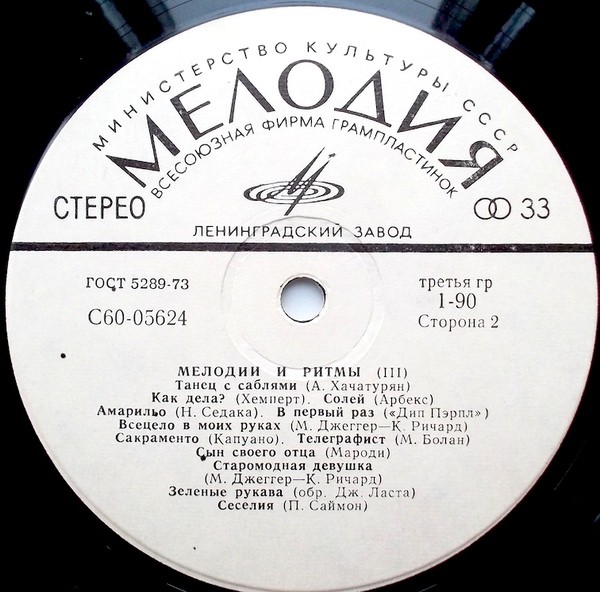 МИНИСТЕРСТВО КУЛЬТУРЫ СССР
МЕЛОДИЯ
ВСЕСОЮЗНАЯ ФИРМА ГРАМПЛАСТИНОК
СТЕРЕО
33
ЛЕНИНГРАДСКИЙ ЗАВОД
ГОСТ 5289-73
третья гр
1-90
С60-05624
Сторона 2
МЕЛОДИИ И РИТМЫ (III)
Танец с саблями (А. Хачатурян)
Как дела? (Хемперт). Солей (Арбекс)
Амарильо (Н. Седака). В первый раз («Дип Пэрпл»)
Всецело в моих руках (М. Джеггер—К. Ричард)
Сакраменто (Капуано). Телеграфист (М. Болан)
Сын своего отца (Мароди)
Старомодная девушка
(М. Джеггер—К. Ричард)
Зеленые рукава (обр. Дж. Ласта)
Сеселия (П. Саймон)